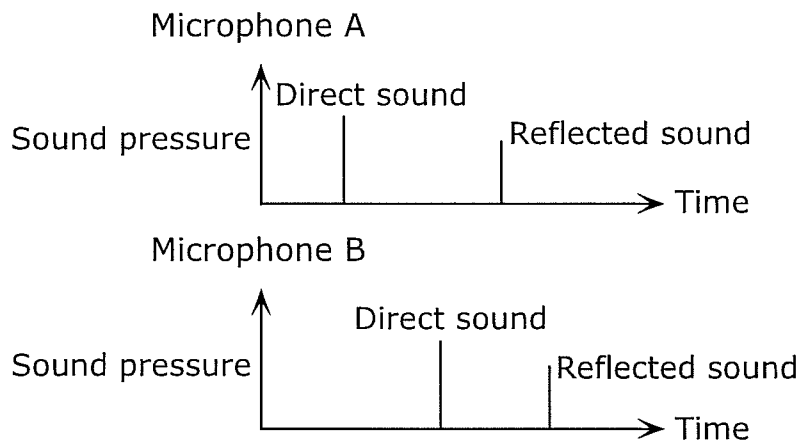 Microphone A
Direct sound
Sound pressure
Reflected sound
Time
Microphone B
Direct sound
Sound pressure
Reflected sound
Time